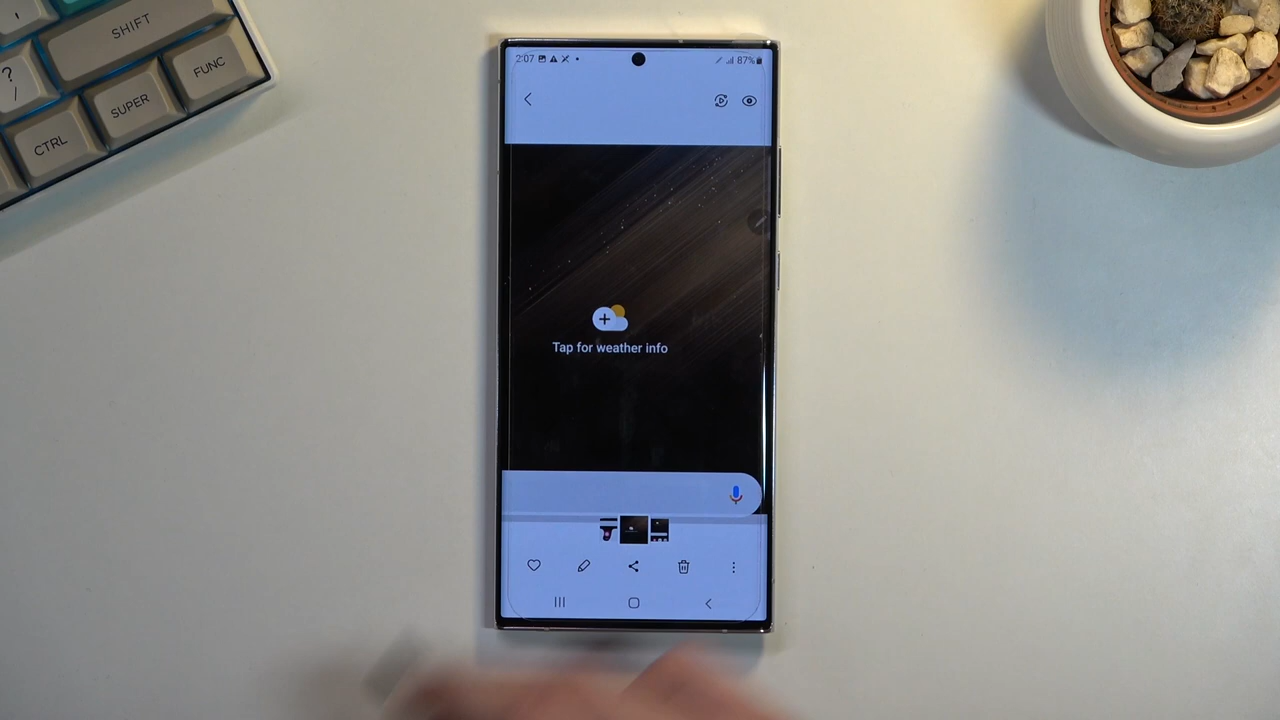 SHIFT
? /
FUNC
SUPER
CTRL
2:07
87%
Tap for weather info